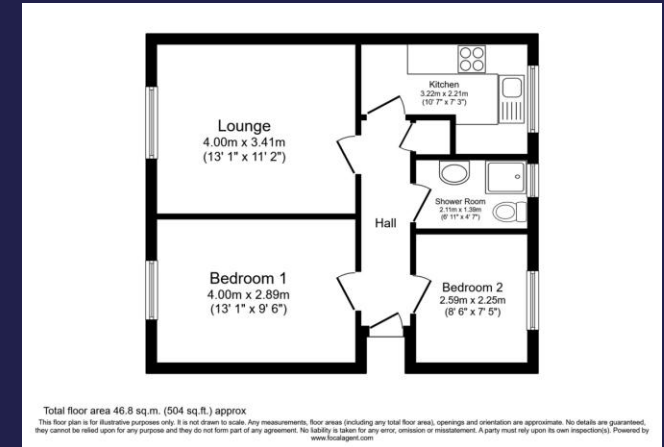 Kitchen
3.22m x 2.21m
(10' 7" x 7' 3")
Lounge
4.00m x 3.41m
(13' 1" x 11' 2")
Shower Room
2.11m x 1.39m
(6' 11" x 4' 7")
Hall
Bedroom 1
4.00m x 2.89m
(13' 1" x 9' 6")
Bedroom 2
2.59m x 2.25m
(8' 6" x 7' 5")
Total floor area 46.8 sq.m. (504 sq.ft.) approx
This floor plan is for illustrative purposes only. It is not drawn to scale. Any measurements, floor areas (including any total floor area), openings and orientation are approximate. No details are guaranteed,
they cannot be relied upon for any purpose and they do not form part of any agreement. No liability is taken for any error, omission or misstatement. A party must rely upon its own inspection(s). Powered by
www.focalagent.com